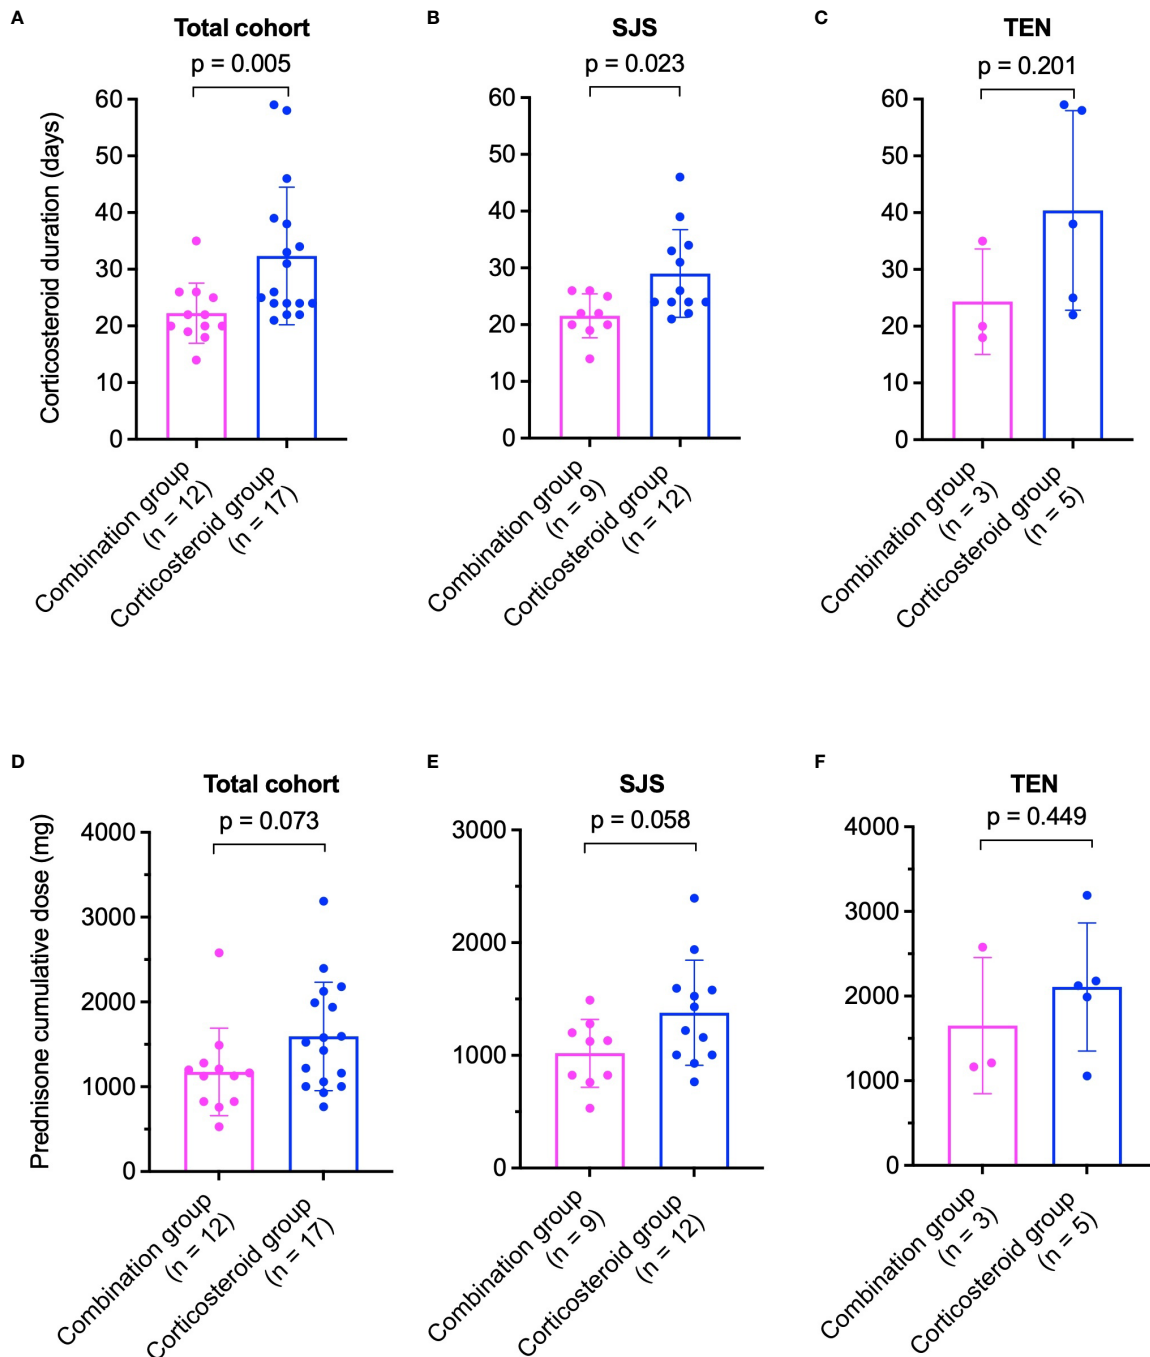 A
Total cohort
p = 0.005
Corticosteroid duration (days)
60
50
40
30
20
10
0
Combination group
(n = 12)
Corticosteroid group
(n = 17)
B
SJS
p = 0.023
60
50
40
30
20
10
0
Combination group
(n = 9)
Corticosteroid group
(n = 12)
C
TEN
p = 0.201
60
50
40
30
20
10
0
Combination group
(n = 3)
Corticosteroid group
(n = 5)
D
Total cohort
p = 0.073
Prednisone cumulative dose (mg)
4000
3000
2000
1000
0
Combination group
(n = 12)
Corticosteroid group
(n = 17)
E
SJS
p = 0.058
3000
2000
1000
0
Combination group
(n = 9)
Corticosteroid group
(n = 12)
F
TEN
p = 0.449
4000
3000
2000
1000
0
Combination group
(n = 3)
Corticosteroid group
(n = 5)